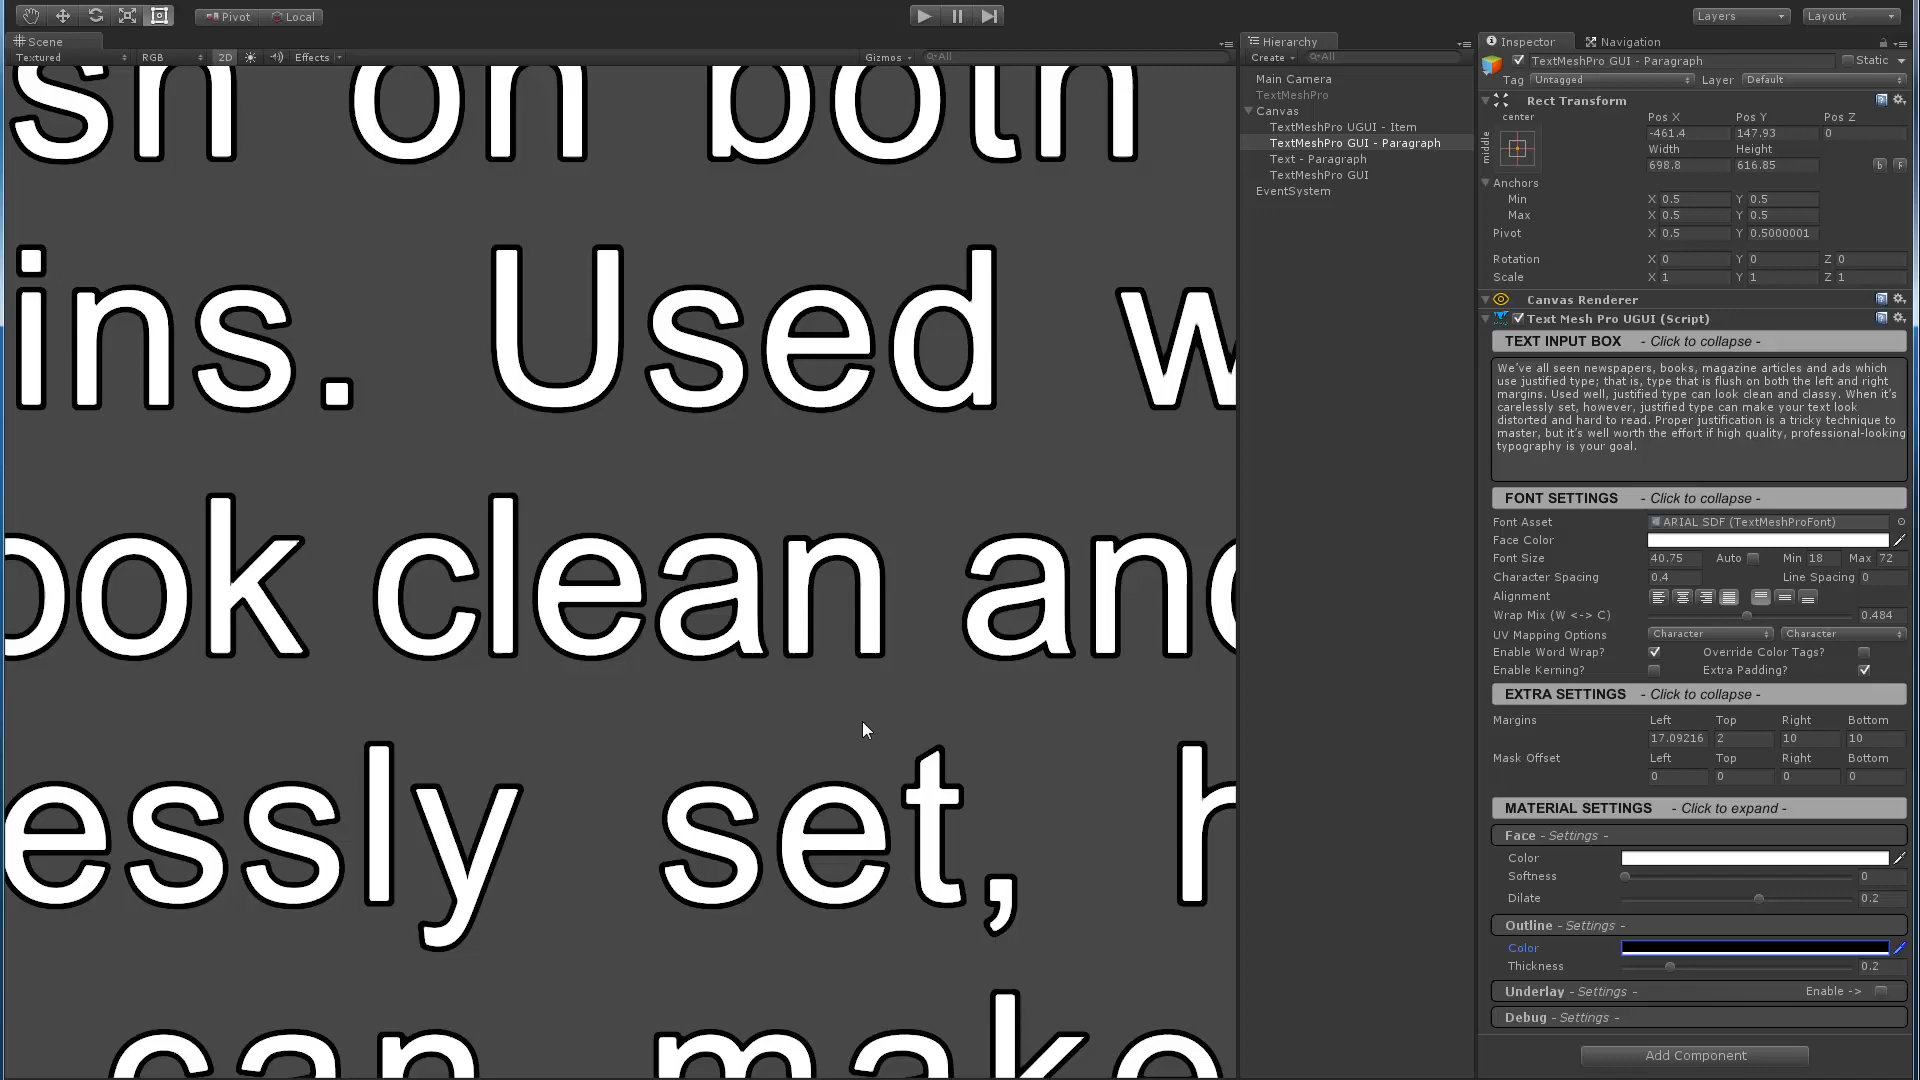 Pivot Local
Layers Layout
Scene
Textured RGB 2D Effects Gizmos All
sh on both
ins. Used w
ook clean and
essly set, h
can make
Hierarchy
Create All
Main Camera
TextMeshPro
Canvas
TextMeshPro UGUI - Item
TextMeshPro GUI - Paragraph
Text - Paragraph
TextMeshPro GUI
EventSystem
Inspector Navigation
TextMeshPro GUI - Paragraph Static
Tag Untagged Layer Default
Rect Transform
center Pos X Pos Y Pos Z
middle -461.4 147.93 0
Width Height
698.8 616.85
Anchors
Min X 0.5 Y 0.5
Max X 0.5 Y 0.5
Pivot X 0.5 Y 0.5000001
Rotation X 0 Y 0 Z 0
Scale X 1 Y 1 Z 1
Canvas Renderer
Text Mesh Pro UGUI (Script)
TEXT INPUT BOX - Click to collapse -
We've all seen newspapers, books, magazine articles and ads which
use justified type; that is, type that is flush on both the left and right
margins. Used well, justified type can look clean and classy. When it's
carelessly set, however, justified type can make your text look
distorted and hard to read. Proper justification is a tricky technique to
master, but it's well worth the effort if high quality, professional-looking
typography is your goal.
FONT SETTINGS - Click to collapse -
Font Asset ARIAL SDF (TextMeshProFont)
Face Color
Font Size 40.75 Auto Min 18 Max 72
Character Spacing 0.4 Line Spacing 0
Alignment
Wrap Mix (W <-> C) 0.484
UV Mapping Options Character Character
Enable Word Wrap? Override Color Tags?
Enable Kerning? Extra Padding?
EXTRA SETTINGS - Click to collapse -
Margins Left Top Right Bottom
17.09216 2 10 10
Mask Offset Left Top Right Bottom
0 0 0 0
MATERIAL SETTINGS - Click to expand -
Face - Settings -
Color
Softness 0
Dilate 0.2
Outline - Settings -
Color
Thickness 0.2
Underlay - Settings - Enable ->
Debug - Settings -
Add Component